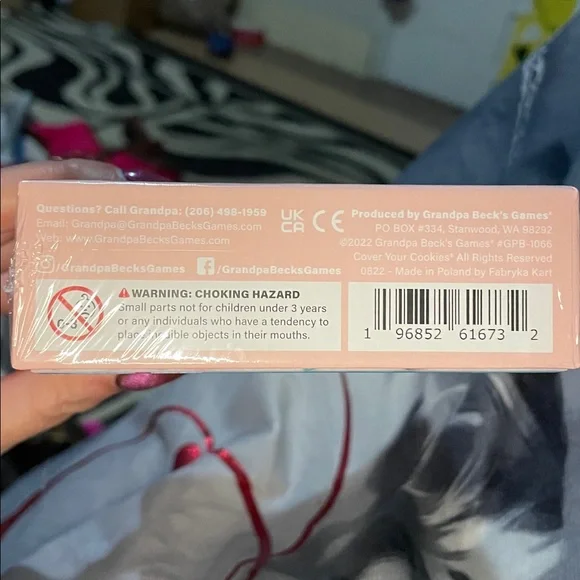 Questions? Call Grandpa: (206) 498-1959
Email: Grandpa@GrandpaBecksGames.com
Web: www.GrandpaBecksGames.com
/GrandpaBecksGames f/GrandpaBecksGames
UK
CA CE
Produced by Grandpa Beck's Games®
PO BOX #334, Stanwood, WA 98292
©2022 Grandpa Beck's Games® #GPB-1066
Cover Your Cookies® All Rights Reserved
0822 - Made in Poland by Fabryka Kart
0-3
WARNING: CHOKING HAZARD
Small parts not for children under 3 years
or any individuals who have a tendency to
place inedible objects in their mouths.
1 96852 61673 2